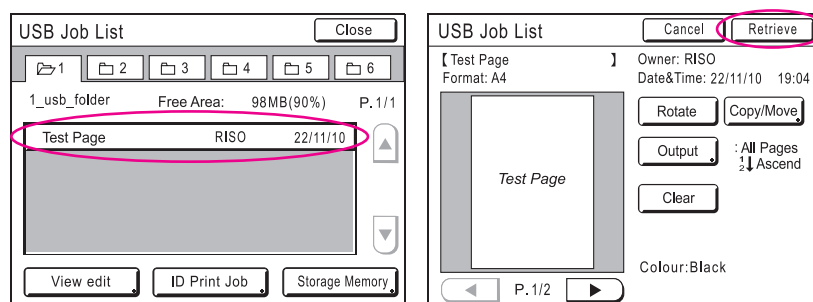 USB Job List
Close
1
2
3
4
5
6
1_usb_folder Free Area: 98MB(90%) P.1/1
Test Page RISO 22/11/10
View edit ID Print Job Storage Memory
USB Job List
Cancel Retrieve
【Test Page 】
Format: A4
Owner: RISO
Date&Time: 22/11/10 19:04
Rotate Copy/Move
Output : All Pages
1
2 Ascend
Test Page
Clear
Colour:Black
P.1/2